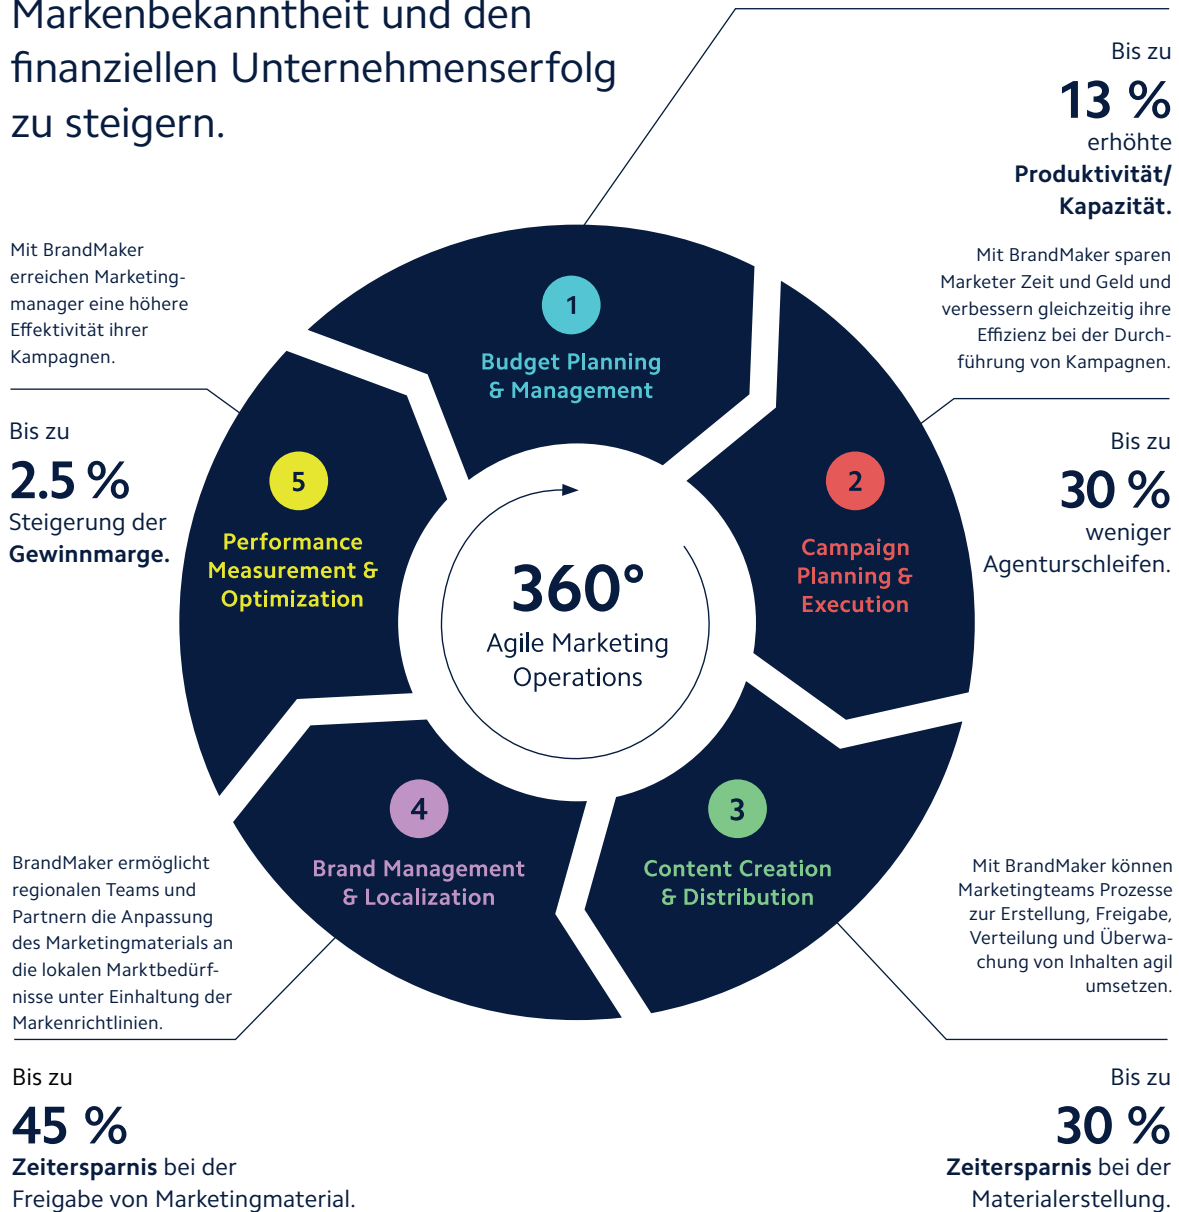 Markenbekanntheit und den
finanziellen Unternehmenserfolg
zu steigern.
Bis zu
13 %
erhöhte
Produktivität/
Kapazität.
Mit BrandMaker
erreichen Marketing-
manager eine höhere
Effektivität ihrer
Kampagnen.
Mit BrandMaker sparen
Marketer Zeit und Geld und
verbessern gleichzeitig ihre
Effizienz bei der Durch-
führung von Kampagnen.
1
Budget Planning
& Management
Bis zu
2.5 %
Steigerung der
Gewinnmarge.
5
Performance
Measurement &
Optimization
2
Campaign
Planning &
Execution
Bis zu
30 %
weniger
Agenturschleifen.
360°
Agile Marketing
Operations
4
Brand Management
& Localization
3
Content Creation
& Distribution
BrandMaker ermöglicht
regionalen Teams und
Partnern die Anpassung
des Marketingmaterials an
die lokalen Marktbedürf-
nisse unter Einhaltung der
Markenrichtlinien.
Mit BrandMaker können
Marketingteams Prozesse
zur Erstellung, Freigabe,
Verteilung und Überwa-
chung von Inhalten agil
umsetzen.
Bis zu
45 %
Zeitersparnis bei der
Freigabe von Marketingmaterial.
Bis zu
30 %
Zeitersparnis bei der
Materialerstellung.